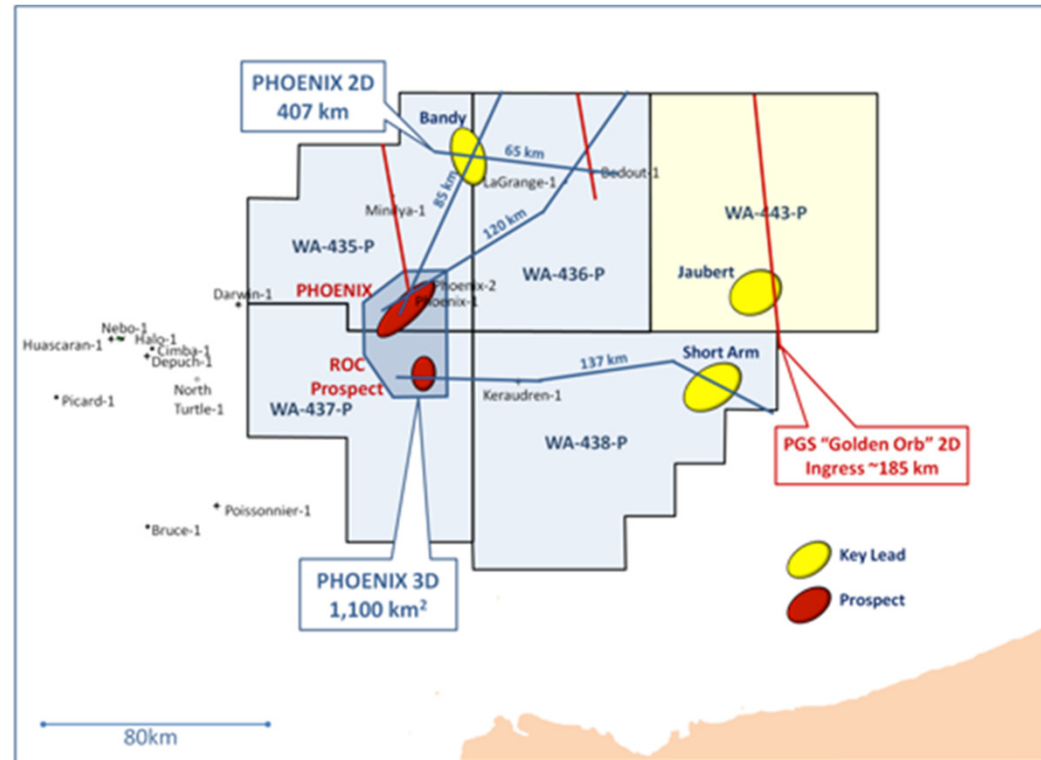 PHOENIX 2D
407 km
Bandy
65 km
LaGrange-1
Bedout-1
85 km
Mindya-1
120 km
WA-443-P
WA-435-P
WA-436-P
Jaubert
Darwin-1
PHOENIX
Phoenix-2
Phoenix-1
Nebo-1
Huascaran-1
Halo-1
Cimba-1
Depuch-1
ROC
Prospect
137 km
Short Arm
North
Turtle-1
Picard-1
WA-437-P
Keraudren-1
WA-438-P
PGS "Golden Orb" 2D
Ingress ~185 km
Poissonnier-1
Bruce-1
PHOENIX 3D
1,100 km²
Key Lead
Prospect
80km